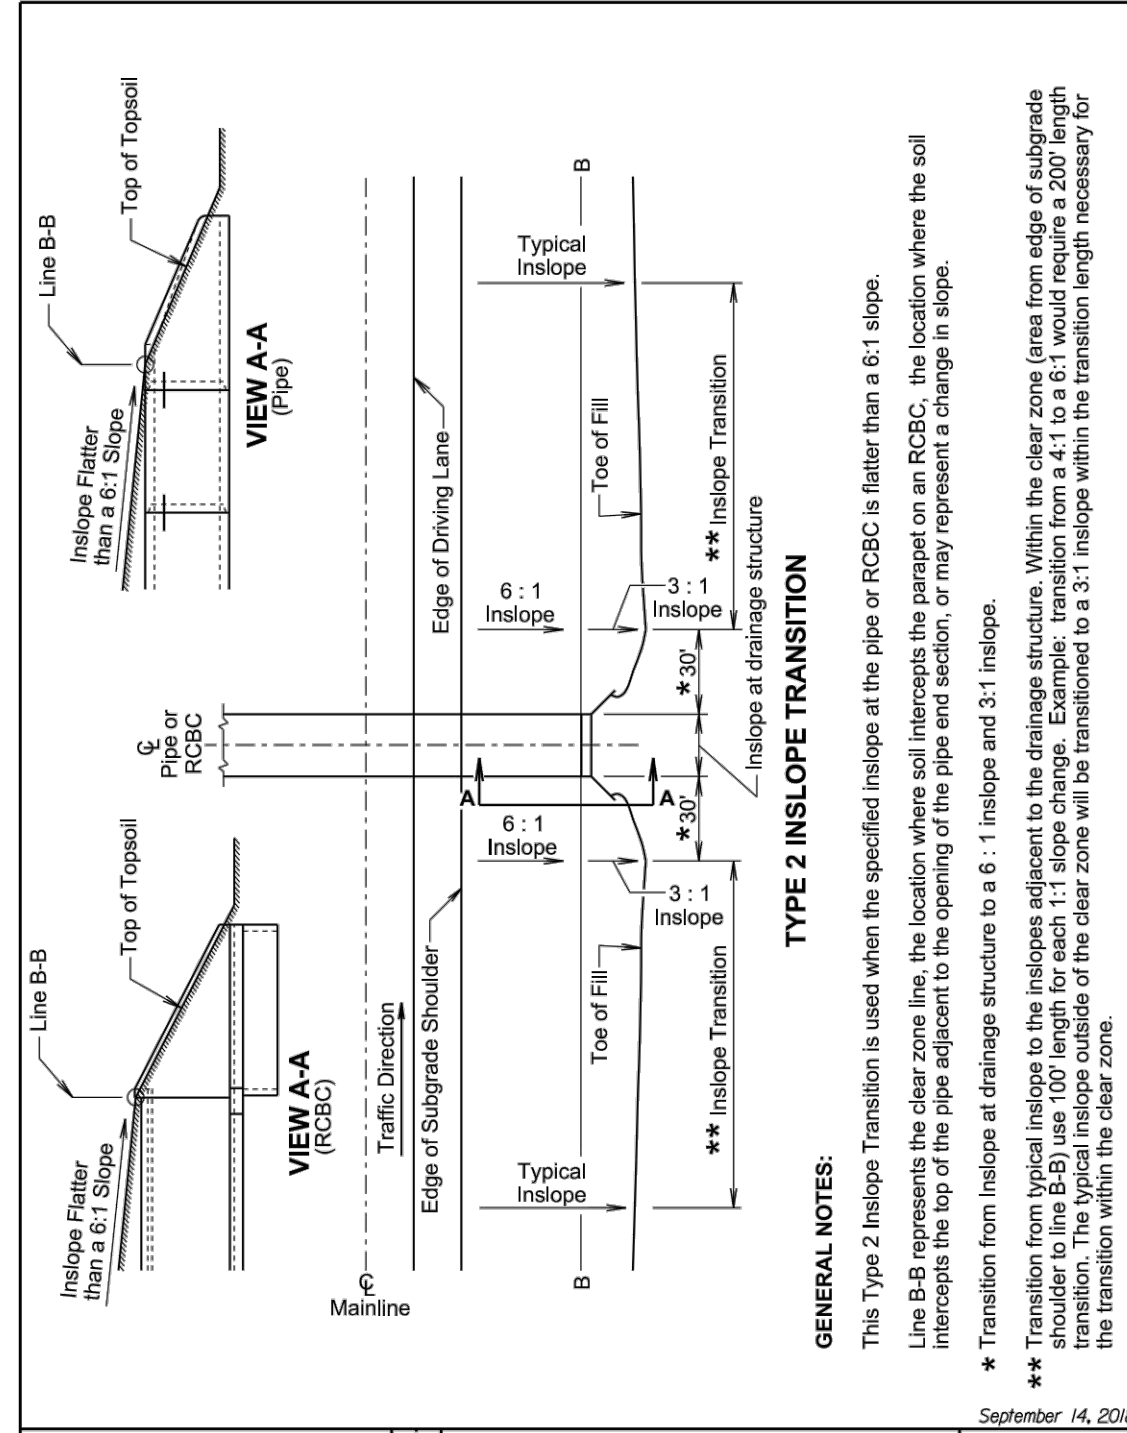 Line B-B
Top of Topsoil
Inslope Flatter
than a 6:1 Slope
VIEW A-A
(RCBC)
Line B-B
Top of Topsoil
Inslope Flatter
than a 6:1 Slope
VIEW A-A
(Pipe)
℄
Pipe or
RCBC
℄
Mainline
Traffic Direction
Edge of Subgrade Shoulder
Edge of Driving Lane
Typical
Inslope
6 : 1
Inslope
A
6 : 1
Inslope
Typical
Inslope
B
B
Toe of Fill
3 : 1
Inslope
A
3 : 1
Inslope
Toe of Fill
** Inslope Transition
*30'
*30'
** Inslope Transition
Inslope at drainage structure
TYPE 2 INSLOPE TRANSITION
GENERAL NOTES:
This Type 2 Inslope Transition is used when the specified inslope at the pipe or RCBC is flatter than a 6:1 slope.
Line B-B represents the clear zone line, the location where soil intercepts the parapet on an RCBC, the location where the soil
intercepts the top of the pipe adjacent to the opening of the pipe end section, or may represent a change in slope.
* Transition from Inslope at drainage structure to a 6 : 1 inslope and 3:1 inslope.
** Transition from typical inslope to the inslopes adjacent to the drainage structure. Within the clear zone (area from edge of subgrade
shoulder to line B-B) use 100' length for each 1:1 slope change. Example: transition from a 4:1 to a 6:1 would require a 200' length
transition. The typical inslope outside of the clear zone will be transitioned to a 3:1 inslope within the transition length necessary for
the transition within the clear zone.
September 14,